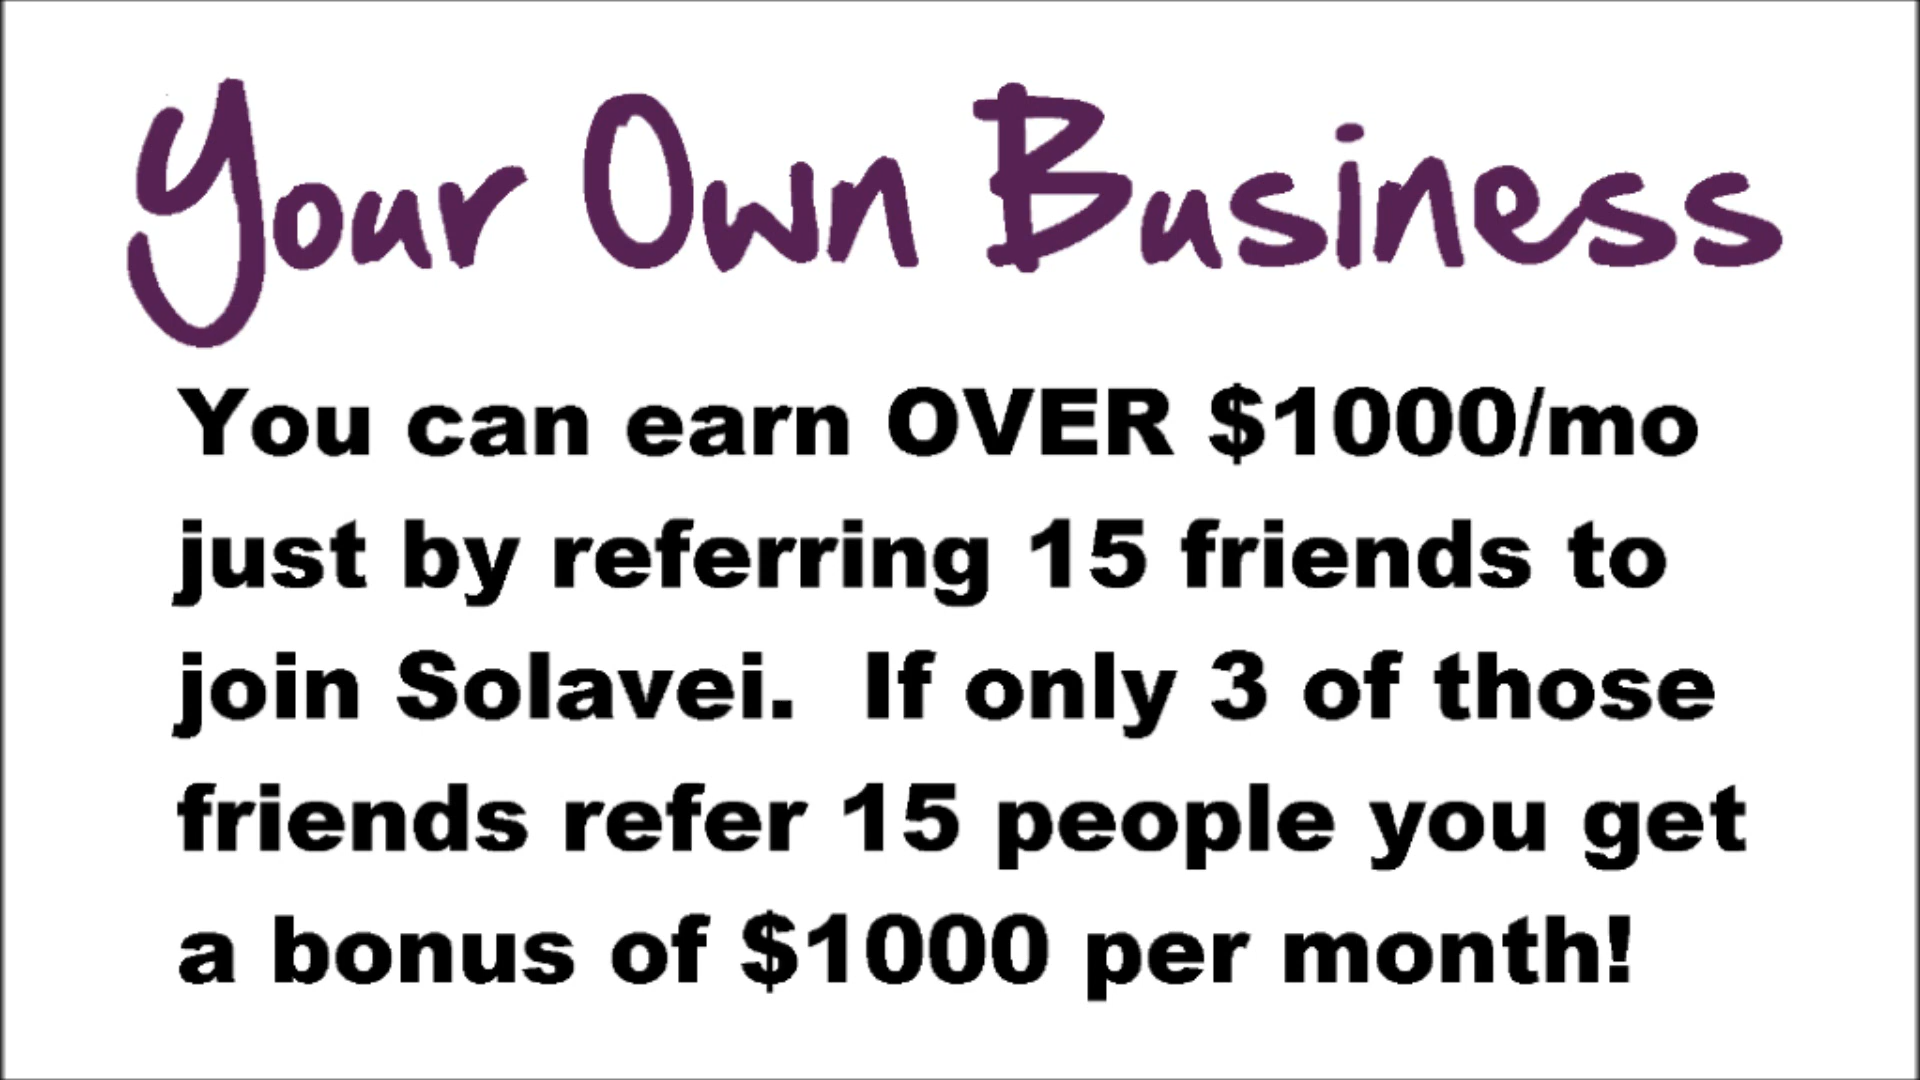 Your Own Business
You can earn OVER $1000/mo
just by referring 15 friends to
join Solavei.  If only 3 of those
friends refer 15 people you get
a bonus of $1000 per month!